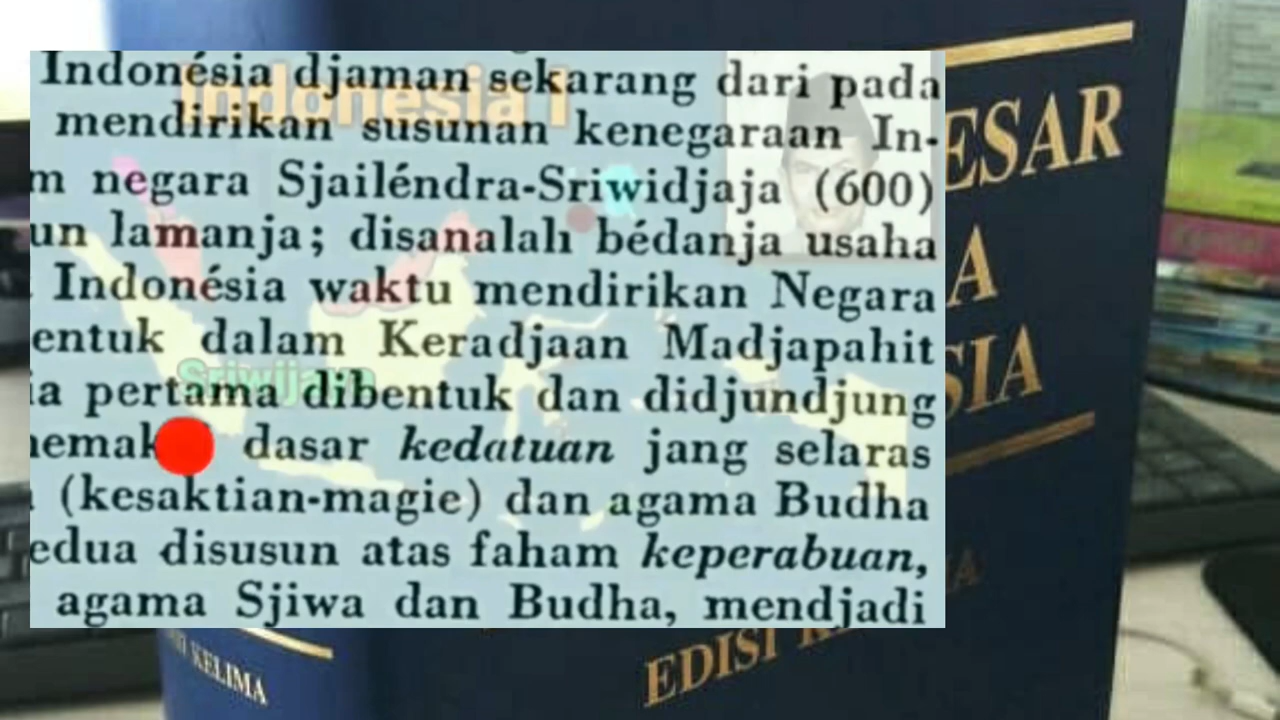 Indonésia djaman sekarang dari pada
mendirikan susunan kenegaraan In-
m negara Sjailéndra-Sriwidjaja (600)
un lamanja; disanalah bédanja usaha
Indonésia waktu mendirikan Negara
entuk dalam Keradjaan Madjapahit
ia pertama dibentuk dan didjundjung
dasar kedatuan jang selaras
(kesaktian-magie) dan agama Budha
edua disusun atas faham keperabuan,
agama Sjiwa dan Budha, mendjadi
Indonesia I
Sriwijaya
ESAR
A
SIA
EDISI
KELIMA